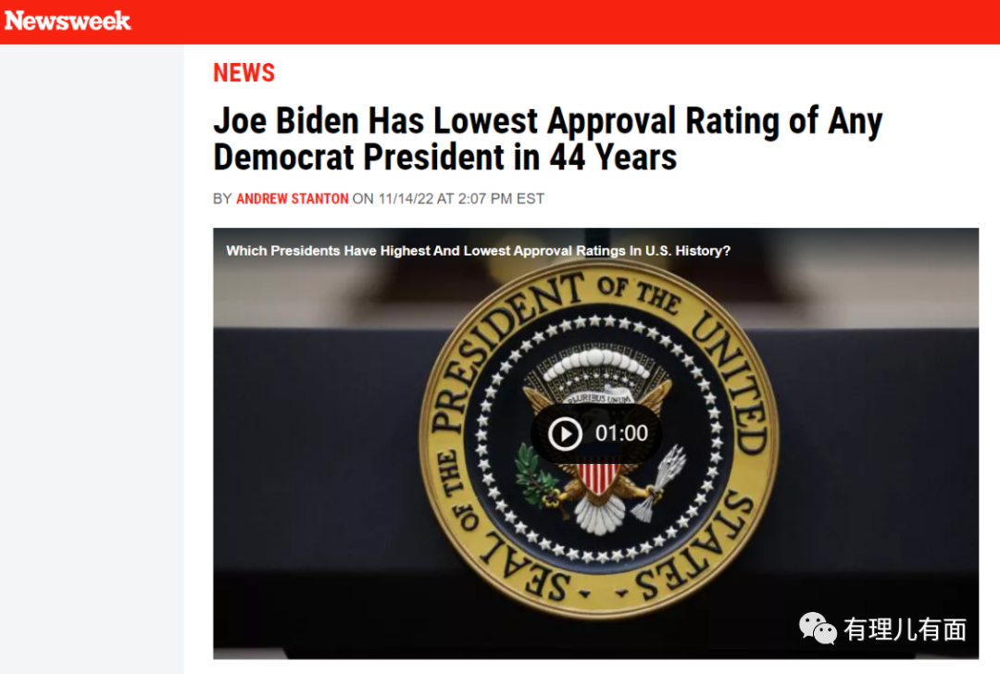 Newsweek
NEWS
Joe Biden Has Lowest Approval Rating of Any
Democrat President in 44 Years
BY ANDREW STANTON ON 11/14/22 AT 2:07 PM EST
Which Presidents Have Highest And Lowest Approval Ratings In U.S. History?
SEAL OF THE PRESIDENT OF THE UNITED STATES
PLURIBUS UNUM
01:00
有理儿有面